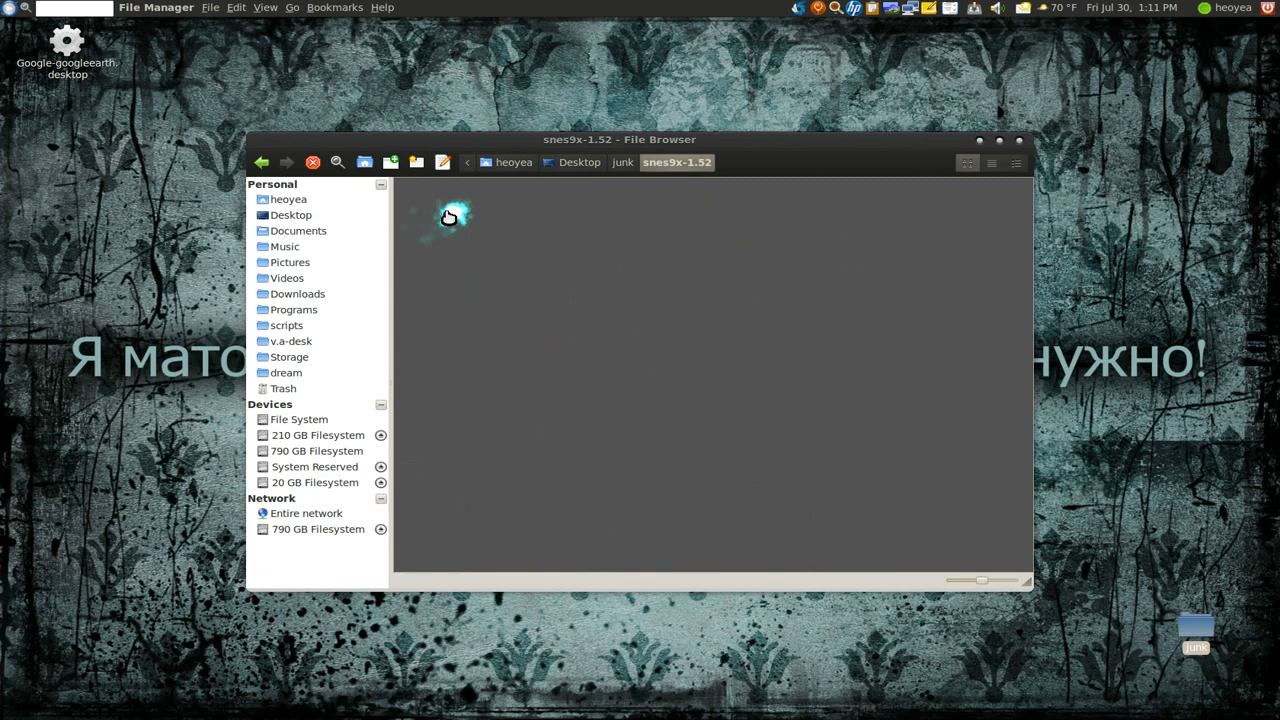 File Manager File Edit View Go Bookmarks Help
70 °F Fri Jul 30, 1:11 PM heoyea
Google-googleearth.
desktop
snes9x-1.52 - File Browser
heoyea Desktop junk snes9x-1.52
Personal
heoyea
Desktop
Documents
Music
Pictures
Videos
Downloads
Programs
scripts
v.a-desk
Storage
dream
Trash
Devices
File System
210 GB Filesystem
790 GB Filesystem
System Reserved
20 GB Filesystem
Network
Entire network
790 GB Filesystem
Я мато нужно!
junk